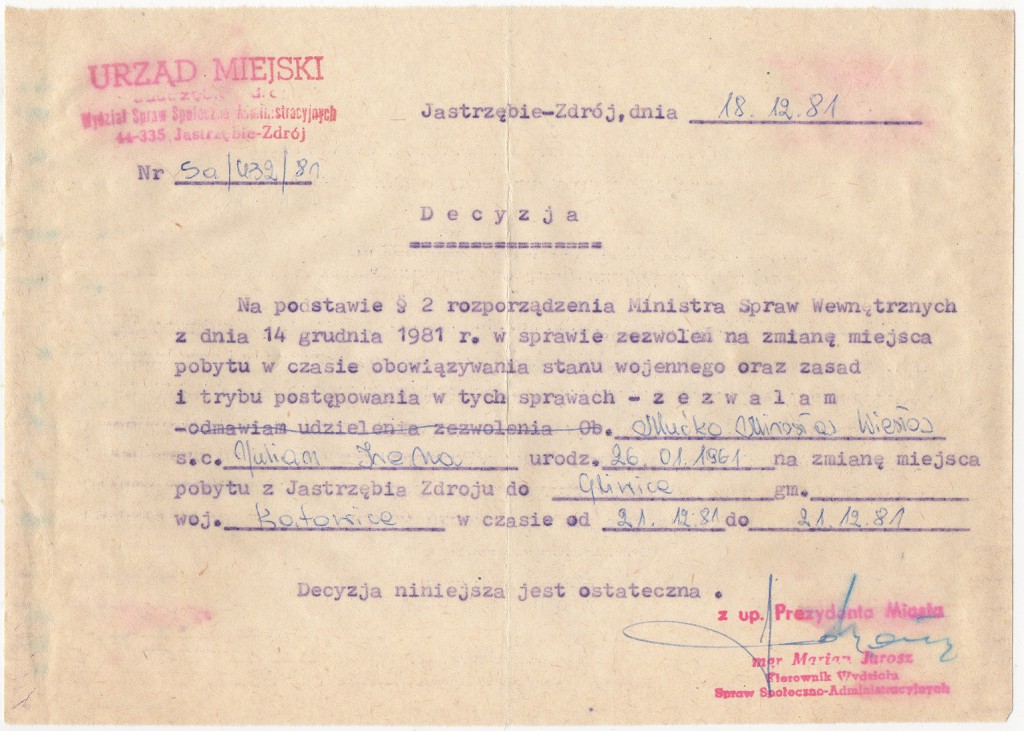 URZĄD MIEJSKI
Wydział Spraw Społeczno-Administracyjnych
44-335 Jastrzębie-Zdrój
Jastrzębie-Zdrój, dnia 18.12.81
Nr Sa/432/81
Decyzja
================
Na podstawie § 2 rozporządzenia Ministra Spraw Wewnętrznych
z dnia 14 grudnia 1981 r. w sprawie zezwoleń na zmianę miejsca
pobytu w czasie obowiązywania stanu wojennego oraz zasad
i trybu postępowania w tych sprawach - z e z w a l a m
-odmawiam udzielenia zezwolenia Ob. Mućko Mirosław Wiesław
s.c. Julian Irena urodz. 26.01.1961 na zmianę miejsca
pobytu z Jastrzębia Zdroju do Gliwice gm.
woj. Katowice w czasie od 21.12.81 do 21.12.81
Decyzja niniejsza jest ostateczna .
z up. Prezydenta Miasta
mgr Marian Jurosz
Kierownik Wydziału
Spraw Społeczno-Administracyjnych